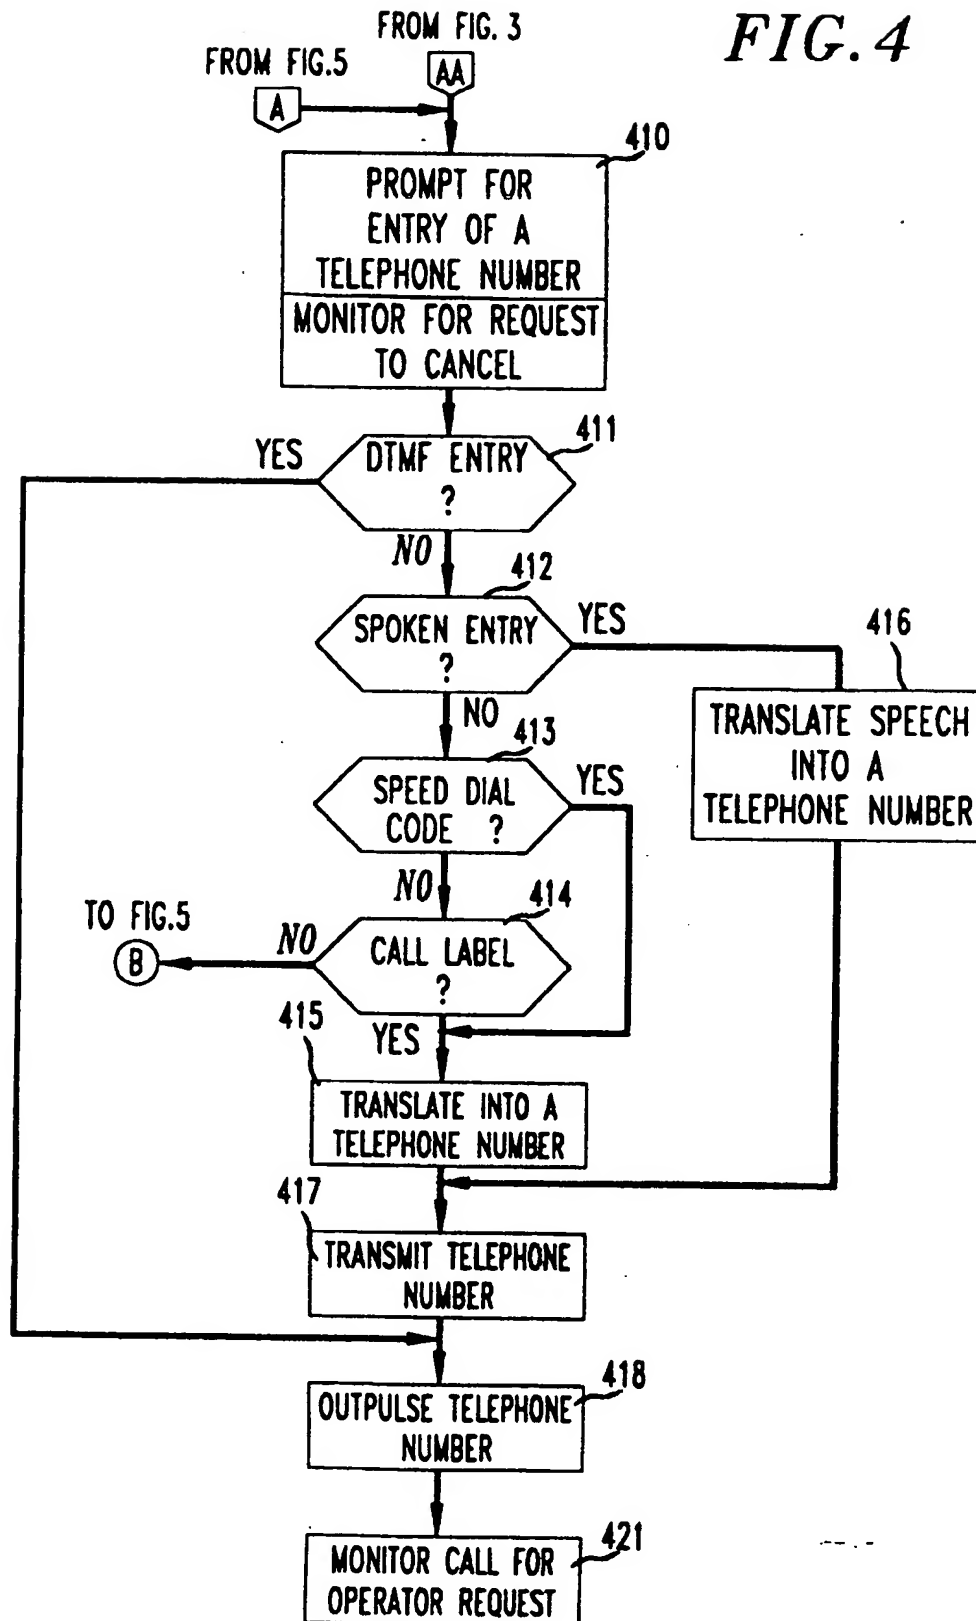 FROM FIG. 3
FIG. 4
FROM FIG.5
AA
A
410
PROMPT FOR
ENTRY OF A
TELEPHONE NUMBER
MONITOR FOR REQUEST
TO CANCEL
411
YES
DTMF ENTRY
?
NO
412
SPOKEN ENTRY
?
YES
416
NO
TRANSLATE SPEECH
INTO A
TELEPHONE NUMBER
413
SPEED DIAL
CODE ?
YES
NO
414
TO FIG.5
B
NO
CALL LABEL
?
415
YES
TRANSLATE INTO A
TELEPHONE NUMBER
417
TRANSMIT TELEPHONE
NUMBER
418
OUTPULSE TELEPHONE
NUMBER
421
MONITOR CALL FOR
OPERATOR REQUEST